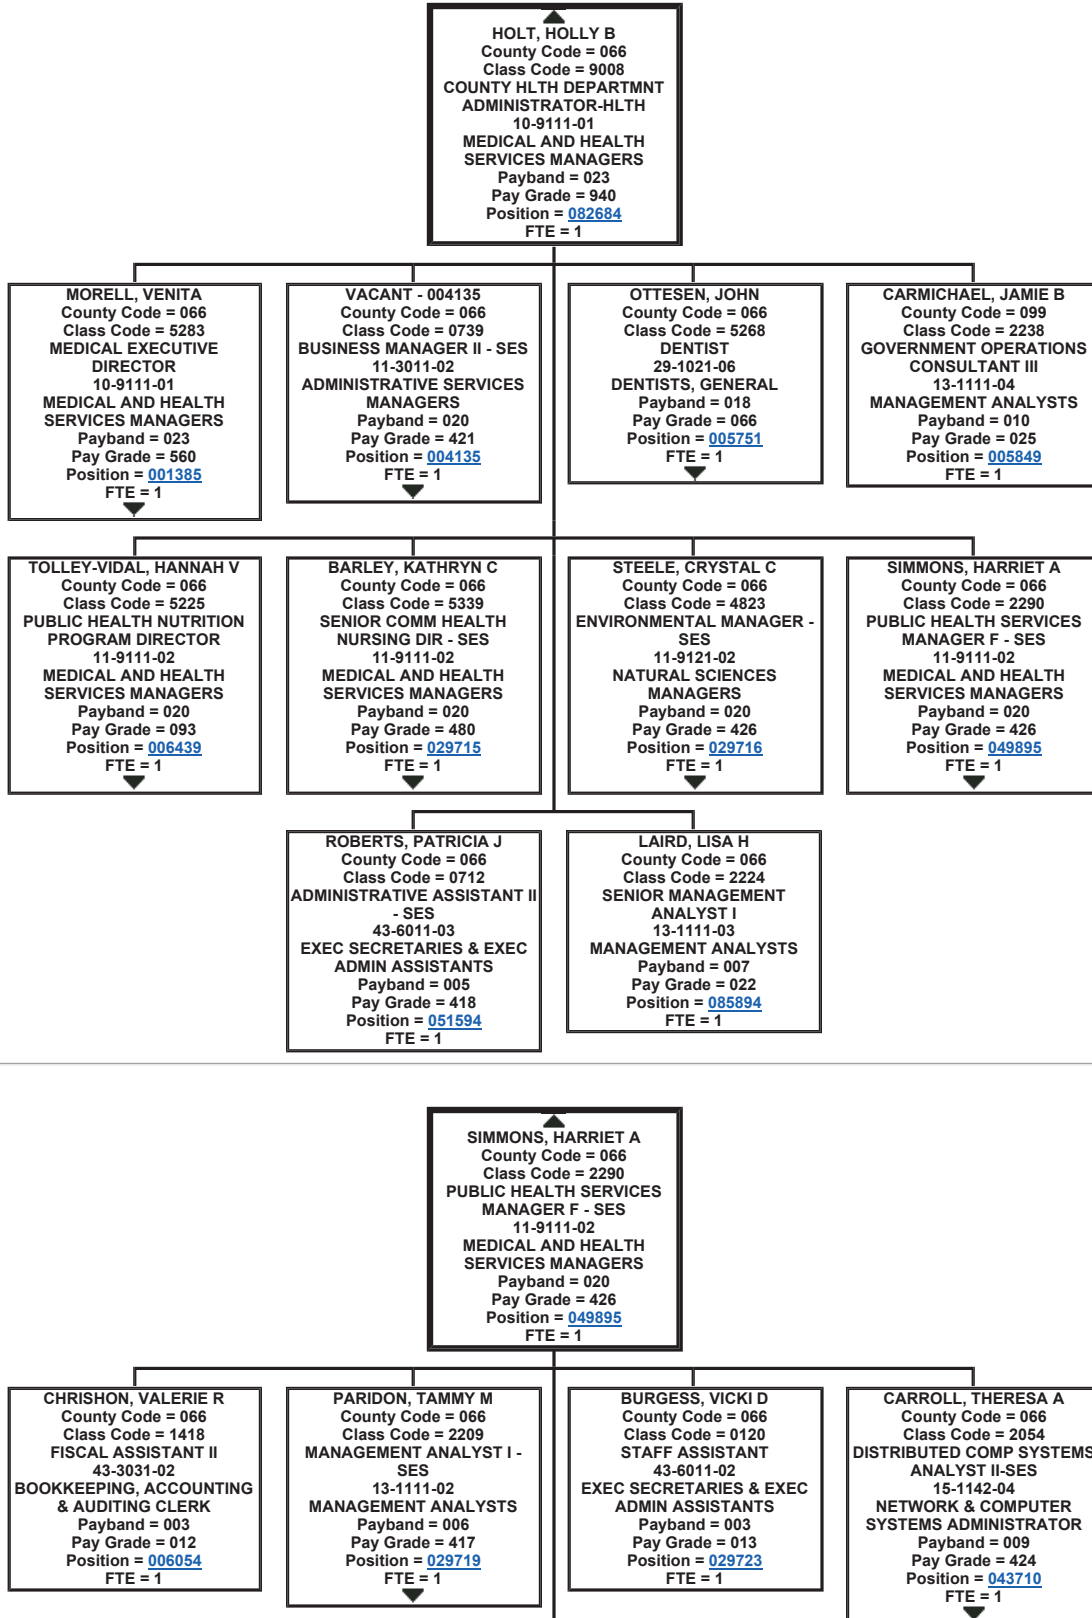 HOLT, HOLLY B
County Code = 066
Class Code = 9008
COUNTY HLTH DEPARTMNT
ADMINISTRATOR-HLTH
10-9111-01
MEDICAL AND HEALTH
SERVICES MANAGERS
Payband = 023
Pay Grade = 940
Position = 082684
FTE = 1
MORELL, VENITA
County Code = 066
Class Code = 5283
MEDICAL EXECUTIVE
DIRECTOR
10-9111-01
MEDICAL AND HEALTH
SERVICES MANAGERS
Payband = 023
Pay Grade = 560
Position = 001385
FTE = 1
VACANT - 004135
County Code = 066
Class Code = 0739
BUSINESS MANAGER II - SES
11-3011-02
ADMINISTRATIVE SERVICES
MANAGERS
Payband = 020
Pay Grade = 421
Position = 004135
FTE = 1
OTTESEN, JOHN
County Code = 066
Class Code = 5268
DENTIST
29-1021-06
DENTISTS, GENERAL
Payband = 018
Pay Grade = 066
Position = 005751
FTE = 1
CARMICHAEL, JAMIE B
County Code = 099
Class Code = 2238
GOVERNMENT OPERATIONS
CONSULTANT III
13-1111-04
MANAGEMENT ANALYSTS
Payband = 010
Pay Grade = 025
Position = 005849
FTE = 1
TOLLEY-VIDAL, HANNAH V
County Code = 066
Class Code = 5225
PUBLIC HEALTH NUTRITION
PROGRAM DIRECTOR
11-9111-02
MEDICAL AND HEALTH
SERVICES MANAGERS
Payband = 020
Pay Grade = 093
Position = 006439
FTE = 1
BARLEY, KATHRYN C
County Code = 066
Class Code = 5339
SENIOR COMM HEALTH
NURSING DIR - SES
11-9111-02
MEDICAL AND HEALTH
SERVICES MANAGERS
Payband = 020
Pay Grade = 480
Position = 029715
FTE = 1
STEELE, CRYSTAL C
County Code = 066
Class Code = 4823
ENVIRONMENTAL MANAGER -
SES
11-9121-02
NATURAL SCIENCES
MANAGERS
Payband = 020
Pay Grade = 426
Position = 029716
FTE = 1
SIMMONS, HARRIET A
County Code = 066
Class Code = 2290
PUBLIC HEALTH SERVICES
MANAGER F - SES
11-9111-02
MEDICAL AND HEALTH
SERVICES MANAGERS
Payband = 020
Pay Grade = 426
Position = 049895
FTE = 1
ROBERTS, PATRICIA J
County Code = 066
Class Code = 0712
ADMINISTRATIVE ASSISTANT II
- SES
43-6011-03
EXEC SECRETARIES & EXEC
ADMIN ASSISTANTS
Payband = 005
Pay Grade = 418
Position = 051594
FTE = 1
LAIRD, LISA H
County Code = 066
Class Code = 2224
SENIOR MANAGEMENT
ANALYST I
13-1111-03
MANAGEMENT ANALYSTS
Payband = 007
Pay Grade = 022
Position = 085894
FTE = 1
SIMMONS, HARRIET A
County Code = 066
Class Code = 2290
PUBLIC HEALTH SERVICES
MANAGER F - SES
11-9111-02
MEDICAL AND HEALTH
SERVICES MANAGERS
Payband = 020
Pay Grade = 426
Position = 049895
FTE = 1
CHRISHON, VALERIE R
County Code = 066
Class Code = 1418
FISCAL ASSISTANT II
43-3031-02
BOOKKEEPING, ACCOUNTING
& AUDITING CLERK
Payband = 003
Pay Grade = 012
Position = 006054
FTE = 1
PARIDON, TAMMY M
County Code = 066
Class Code = 2209
MANAGEMENT ANALYST I -
SES
13-1111-02
MANAGEMENT ANALYSTS
Payband = 006
Pay Grade = 417
Position = 029719
FTE = 1
BURGESS, VICKI D
County Code = 066
Class Code = 0120
STAFF ASSISTANT
43-6011-02
EXEC SECRETARIES & EXEC
ADMIN ASSISTANTS
Payband = 003
Pay Grade = 013
Position = 029723
FTE = 1
CARROLL, THERESA A
County Code = 066
Class Code = 2054
DISTRIBUTED COMP SYSTEMS
ANALYST II-SES
15-1142-04
NETWORK & COMPUTER
SYSTEMS ADMINISTRATOR
Payband = 009
Pay Grade = 424
Position = 043710
FTE = 1